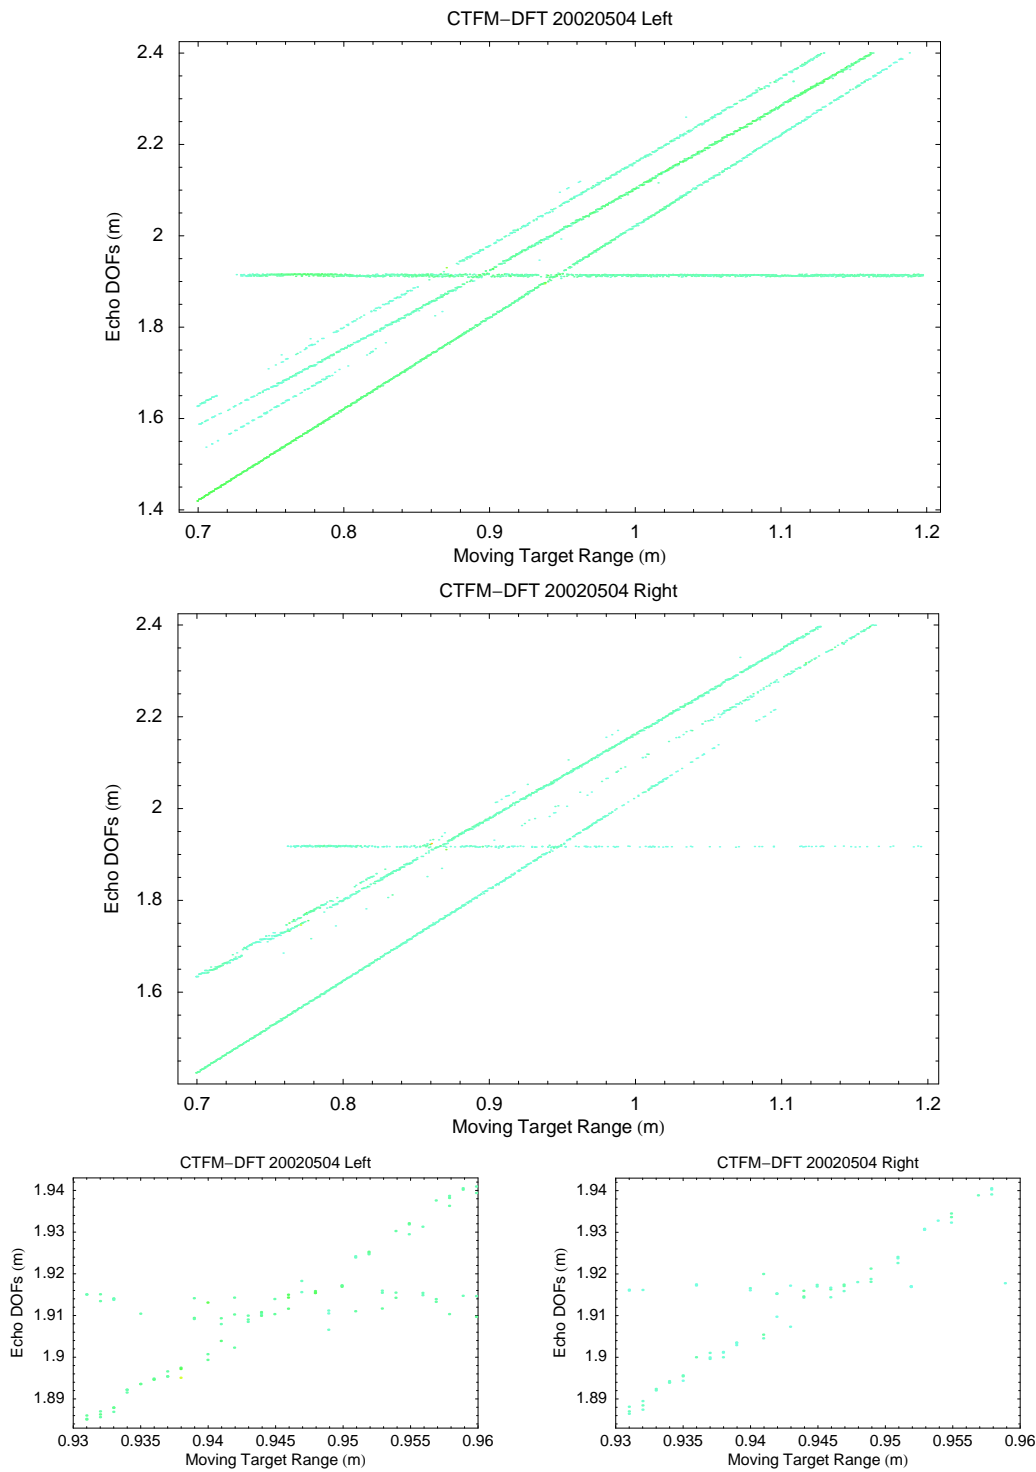 CTFM−DFT 20020504 Left
2.4
2.2
2
1.8
1.6
1.4
Echo DOFs (m)
0.7 0.8 0.9 1 1.1 1.2
Moving Target Range (m)
CTFM−DFT 20020504 Right
2.4
2.2
2
1.8
1.6
Echo DOFs (m)
0.7 0.8 0.9 1 1.1 1.2
Moving Target Range (m)
CTFM−DFT 20020504 Left
1.94
1.93
1.92
1.91
1.9
1.89
Echo DOFs (m)
0.93 0.935 0.94 0.945 0.95 0.955 0.96
Moving Target Range (m)
CTFM−DFT 20020504 Right
1.94
1.93
1.92
1.91
1.9
1.89
Echo DOFs (m)
0.93 0.935 0.94 0.945 0.95 0.955 0.96
Moving Target Range (m)